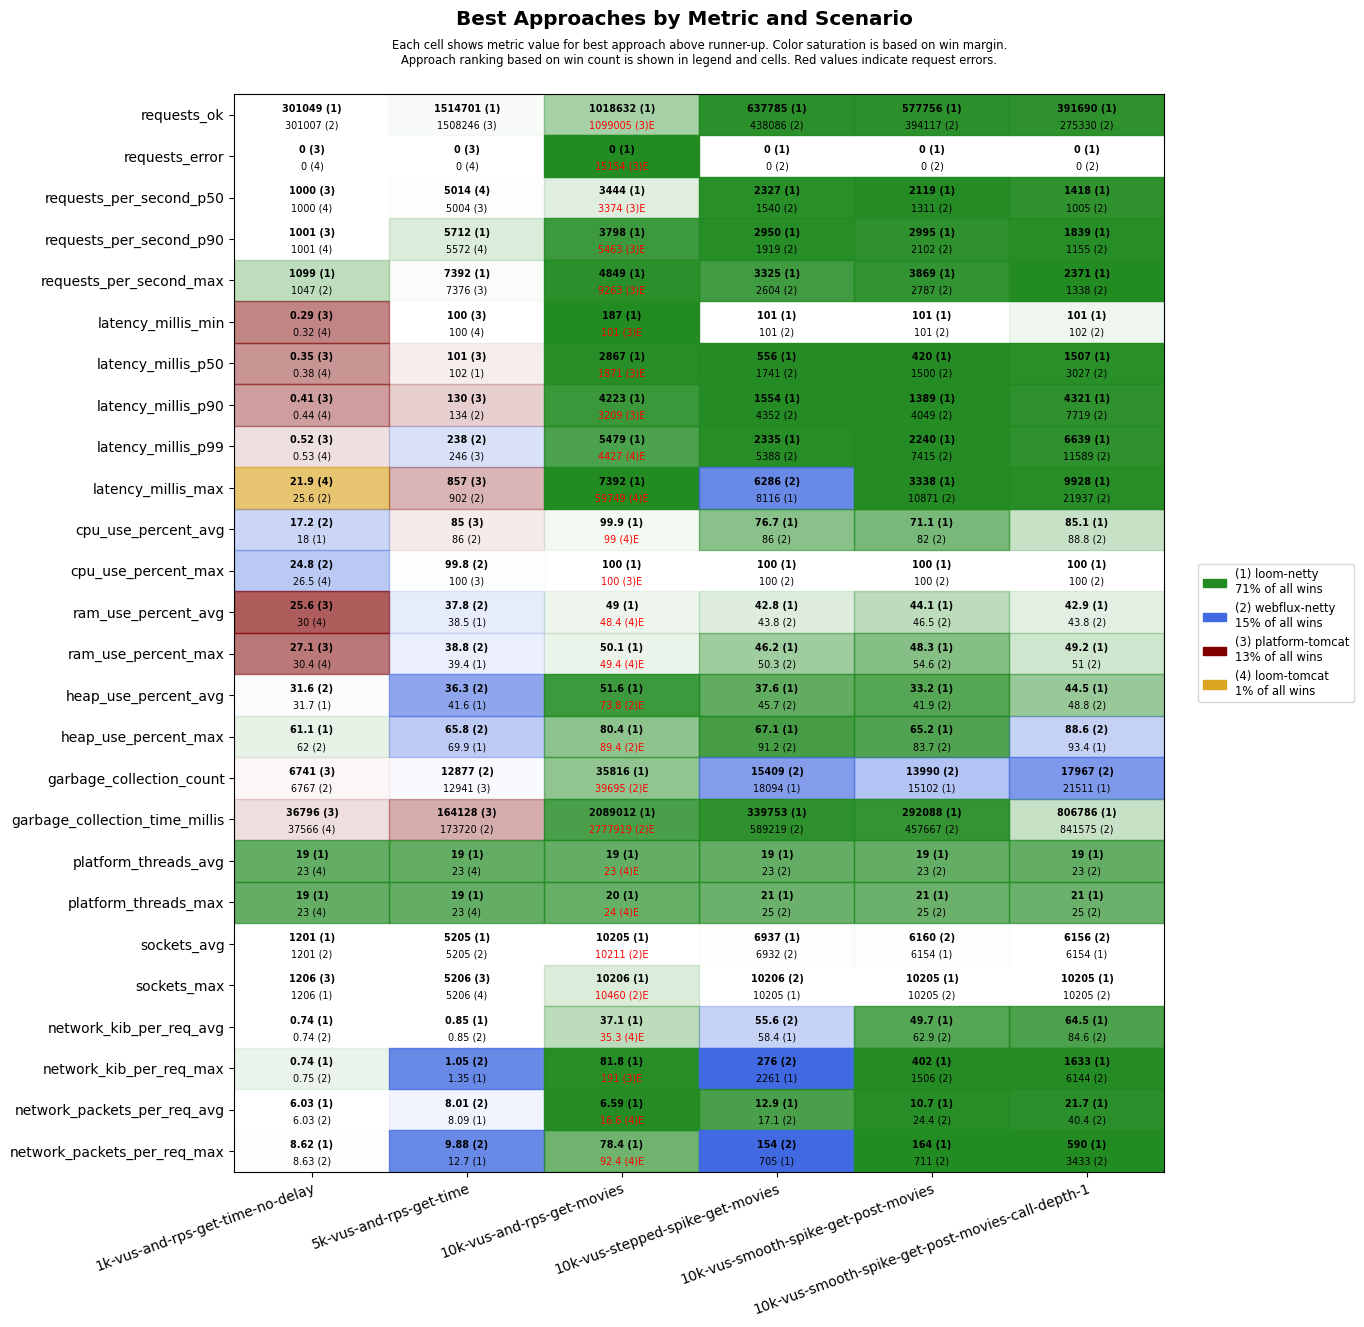 Best Approaches by Metric and Scenario
Each cell shows metric value for best approach above runner-up. Color saturation is based on win margin.
Approach ranking based on win count is shown in legend and cells. Red values indicate request errors.
requests_ok
301049 (1) 1514701 (1) 1018632 (1) 637785 (1) 577756 (1) 391690 (1)
301007 (2) 1508246 (3) 1099005 (3)E 438086 (2) 394117 (2) 275330 (2)
requests_error
0 (3) 0 (3) 0 (1) 0 (1) 0 (1) 0 (1)
0 (4) 0 (4) 15154 (3)E 0 (2) 0 (2) 0 (2)
requests_per_second_p50
1000 (3) 5014 (4) 3444 (1) 2327 (1) 2119 (1) 1418 (1)
1000 (4) 5004 (3) 3374 (3)E 1540 (2) 1311 (2) 1005 (2)
requests_per_second_p90
1001 (3) 5712 (1) 3798 (1) 2950 (1) 2995 (1) 1839 (1)
1001 (4) 5572 (4) 5463 (3)E 1919 (2) 2102 (2) 1155 (2)
requests_per_second_max
1099 (1) 7392 (1) 4849 (1) 3325 (1) 3869 (1) 2371 (1)
1047 (2) 7376 (3) 9263 (3)E 2604 (2) 2787 (2) 1338 (2)
latency_millis_min
0.29 (3) 100 (3) 187 (1) 101 (1) 101 (1) 101 (1)
0.32 (4) 100 (4) 101 (3)E 101 (2) 101 (2) 102 (2)
latency_millis_p50
0.35 (3) 101 (3) 2867 (1) 556 (1) 420 (1) 1507 (1)
0.38 (4) 102 (1) 1871 (3)E 1741 (2) 1500 (2) 3027 (2)
latency_millis_p90
0.41 (3) 130 (3) 4223 (1) 1554 (1) 1389 (1) 4321 (1)
0.44 (4) 134 (2) 3209 (3)E 4352 (2) 4049 (2) 7719 (2)
latency_millis_p99
0.52 (3) 238 (2) 5479 (1) 2335 (1) 2240 (1) 6639 (1)
0.53 (4) 246 (3) 4427 (4)E 5388 (2) 7415 (2) 11589 (2)
latency_millis_max
21.9 (4) 857 (3) 7392 (1) 6286 (2) 3338 (1) 9928 (1)
25.6 (2) 902 (2) 59749 (4)E 8116 (1) 10871 (2) 21937 (2)
cpu_use_percent_avg
17.2 (2) 85 (3) 99.9 (1) 76.7 (1) 71.1 (1) 85.1 (1)
18 (1) 86 (2) 99 (4)E 86 (2) 82 (2) 88.8 (2)
cpu_use_percent_max
24.8 (2) 99.8 (2) 100 (1) 100 (1) 100 (1) 100 (1)
26.5 (4) 100 (3) 100 (3)E 100 (2) 100 (2) 100 (2)
ram_use_percent_avg
25.6 (3) 37.8 (2) 49 (1) 42.8 (1) 44.1 (1) 42.9 (1)
30 (4) 38.5 (1) 48.4 (4)E 43.8 (2) 46.5 (2) 43.8 (2)
ram_use_percent_max
27.1 (3) 38.8 (2) 50.1 (1) 46.2 (1) 48.3 (1) 49.2 (1)
30.4 (4) 39.4 (1) 49.4 (4)E 50.3 (2) 54.6 (2) 51 (2)
heap_use_percent_avg
31.6 (2) 36.3 (2) 51.6 (1) 37.6 (1) 33.2 (1) 44.5 (1)
31.7 (1) 41.6 (1) 73.8 (2)E 45.7 (2) 41.9 (2) 48.8 (2)
heap_use_percent_max
61.1 (1) 65.8 (2) 80.4 (1) 67.1 (1) 65.2 (1) 88.6 (2)
62 (2) 69.9 (1) 89.4 (2)E 91.2 (2) 83.7 (2) 93.4 (1)
garbage_collection_count
6741 (3) 12877 (2) 35816 (1) 15409 (2) 13990 (2) 17967 (2)
6767 (2) 12941 (3) 39695 (2)E 18094 (1) 15102 (1) 21511 (1)
garbage_collection_time_millis
36796 (3) 164128 (3) 2089012 (1) 339753 (1) 292088 (1) 806786 (1)
37566 (4) 173720 (2) 2777919 (2)E 589219 (2) 457667 (2) 841575 (2)
platform_threads_avg
19 (1) 19 (1) 19 (1) 19 (1) 19 (1) 19 (1)
23 (4) 23 (4) 23 (4)E 23 (2) 23 (2) 23 (2)
platform_threads_max
19 (1) 19 (1) 20 (1) 21 (1) 21 (1) 21 (1)
23 (4) 23 (4) 24 (4)E 25 (2) 25 (2) 25 (2)
sockets_avg
1201 (1) 5205 (1) 10205 (1) 6937 (1) 6160 (2) 6156 (2)
1201 (2) 5205 (2) 10211 (2)E 6932 (2) 6154 (1) 6154 (1)
sockets_max
1206 (3) 5206 (3) 10206 (1) 10206 (2) 10205 (1) 10205 (1)
1206 (1) 5206 (4) 10460 (2)E 10205 (1) 10205 (2) 10205 (2)
network_kib_per_req_avg
0.74 (1) 0.85 (1) 37.1 (1) 55.6 (2) 49.7 (1) 64.5 (1)
0.74 (2) 0.85 (2) 35.3 (4)E 58.4 (1) 62.9 (2) 84.6 (2)
network_kib_per_req_max
0.74 (1) 1.05 (2) 81.8 (1) 276 (2) 402 (1) 1633 (1)
0.75 (2) 1.35 (1) 191 (3)E 2261 (1) 1506 (2) 6144 (2)
network_packets_per_req_avg
6.03 (1) 8.01 (2) 6.59 (1) 12.9 (1) 10.7 (1) 21.7 (1)
6.03 (2) 8.09 (1) 16.6 (4)E 17.1 (2) 24.4 (2) 40.4 (2)
network_packets_per_req_max
8.62 (1) 9.88 (2) 78.4 (1) 154 (2) 164 (1) 590 (1)
8.63 (2) 12.7 (1) 92.4 (4)E 705 (1) 711 (2) 3433 (2)
1k-vus-and-rps-get-time-no-delay
5k-vus-and-rps-get-time
10k-vus-and-rps-get-movies
10k-vus-stepped-spike-get-movies
10k-vus-smooth-spike-get-post-movies
10k-vus-smooth-spike-get-post-movies-call-depth-1
(1) loom-netty
71% of all wins
(2) webflux-netty
15% of all wins
(3) platform-tomcat
13% of all wins
(4) loom-tomcat
1% of all wins